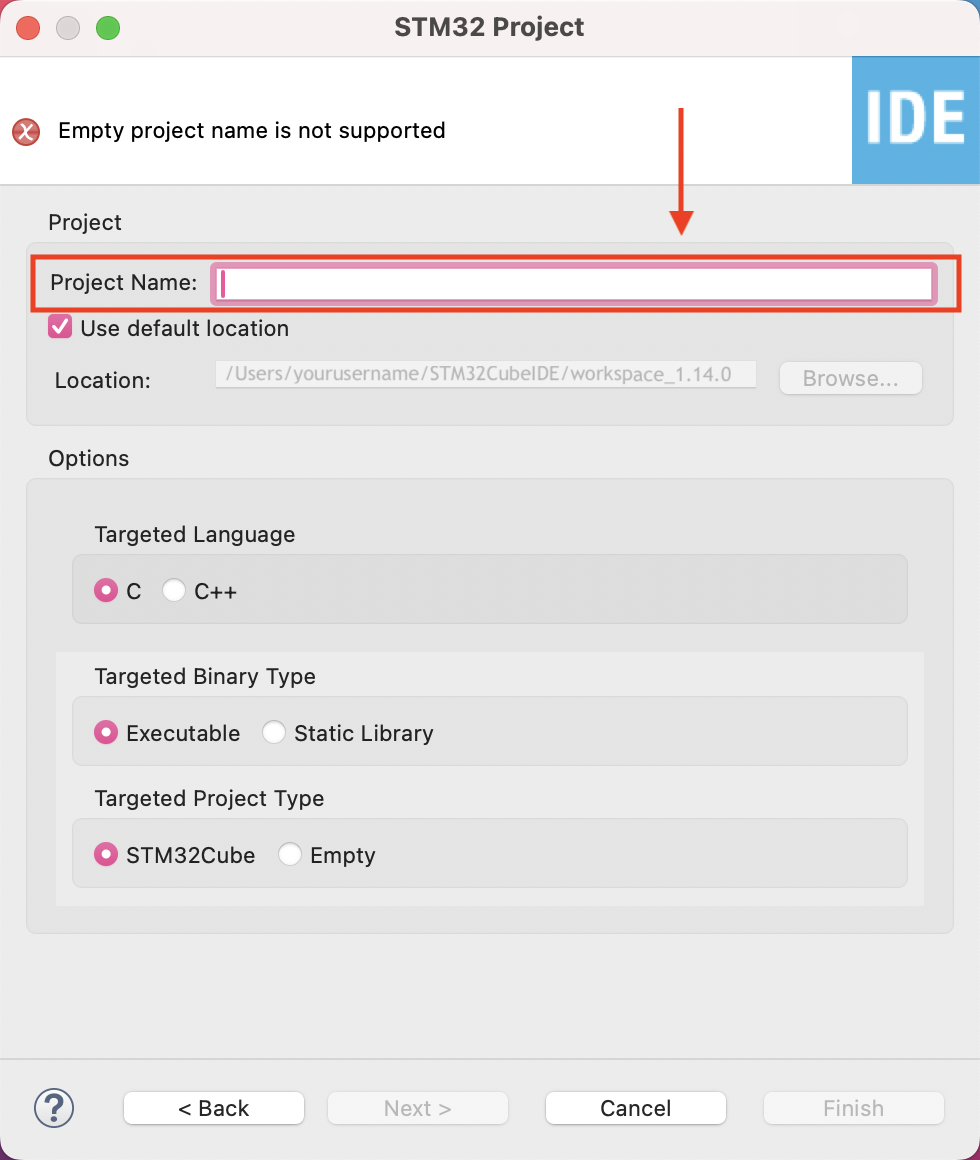 STM32 Project
Empty project name is not supported
IDE
Project
Project Name:
Use default location
Location: /Users/yourusername/STM32CubeIDE/workspace_1.14.0 Browse...
Options
Targeted Language
C C++
Targeted Binary Type
Executable Static Library
Targeted Project Type
STM32Cube Empty
? < Back Next > Cancel Finish